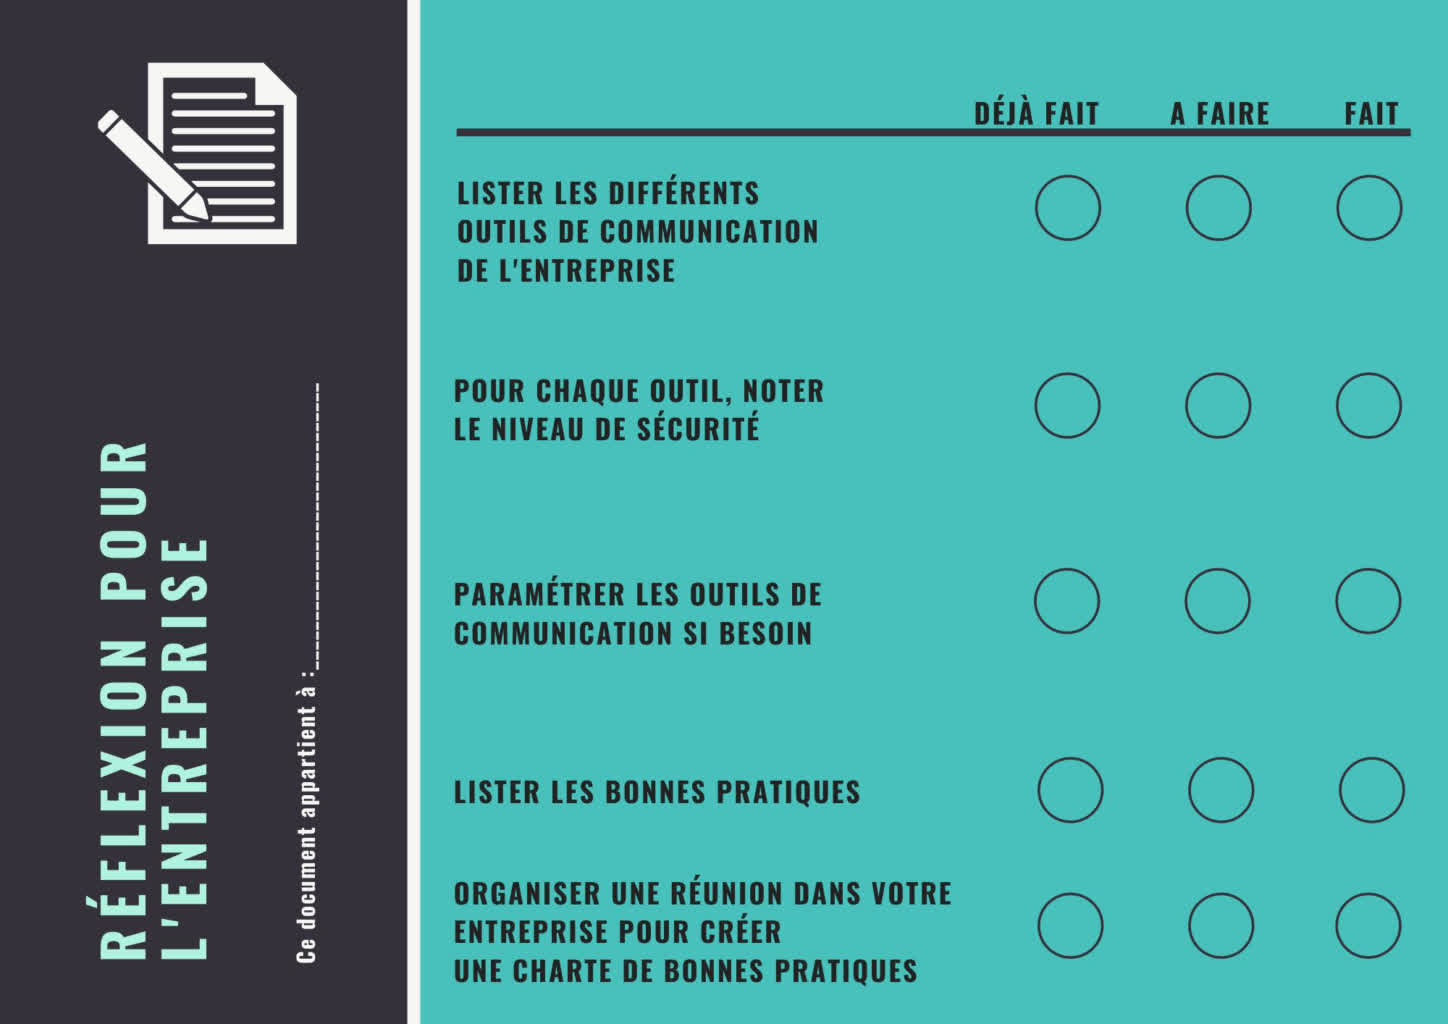 RÉFLEXION POUR
L'ENTREPRISE
Ce document appartient à :_______________________________
DÉJÀ FAIT A FAIRE FAIT
LISTER LES DIFFÉRENTS
OUTILS DE COMMUNICATION
DE L'ENTREPRISE
POUR CHAQUE OUTIL, NOTER
LE NIVEAU DE SÉCURITÉ
PARAMÉTRER LES OUTILS DE
COMMUNICATION SI BESOIN
LISTER LES BONNES PRATIQUES
ORGANISER UNE RÉUNION DANS VOTRE
ENTREPRISE POUR CRÉER
UNE CHARTE DE BONNES PRATIQUES